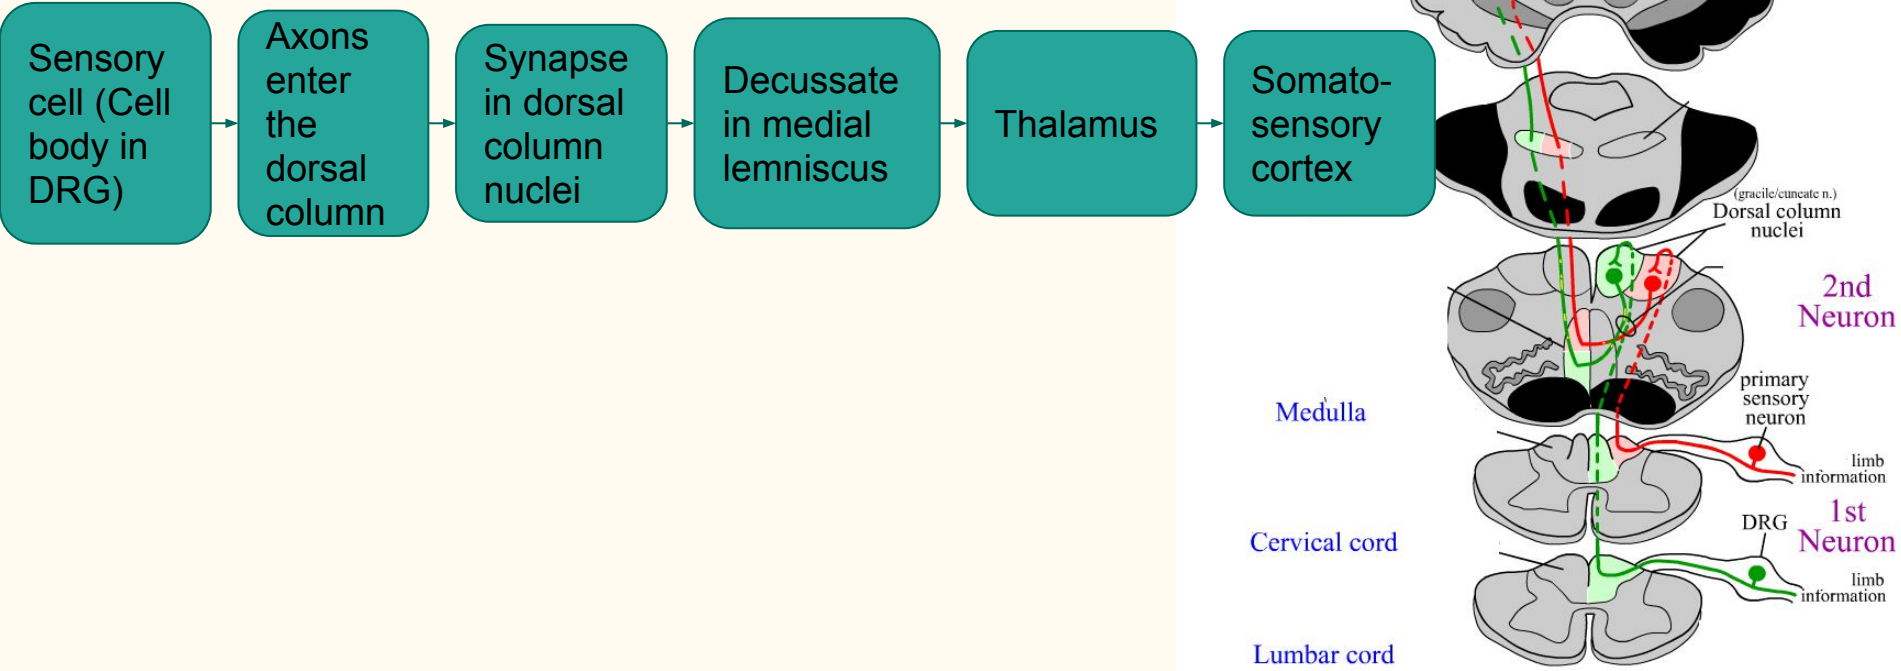 Sensory
cell (Cell
body in
DRG)
Axons
enter
the
dorsal
column
Synapse
in dorsal
column
nuclei
Decussate
in medial
lemniscus
Thalamus
Somato-
sensory
cortex
(gracile/cuneate n.)
Dorsal column
nuclei
2nd
Neuron
Medulla
primary
sensory
neuron
limb
information
Cervical cord
DRG
1st
Neuron
limb
information
Lumbar cord